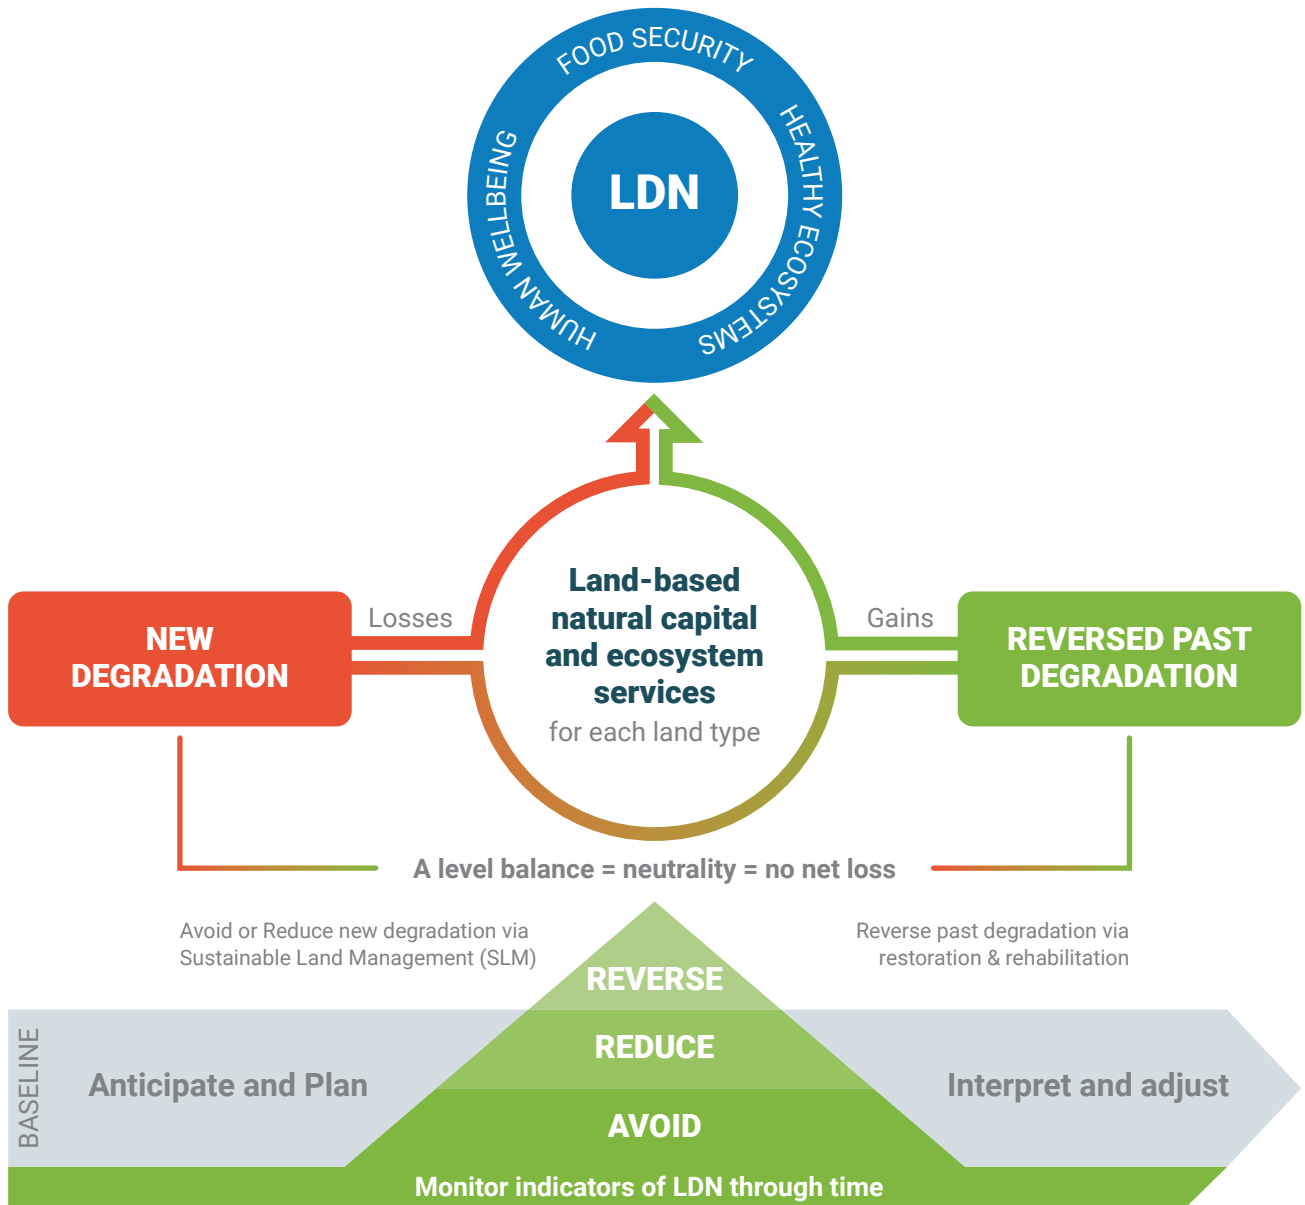 FOOD SECURITY
HUMAN WELLBEING
HEALTHY ECOSYSTEMS
LDN
Land-based
natural capital
and ecosystem
services
for each land type
Losses
Gains
NEW
DEGRADATION
REVERSED PAST
DEGRADATION
A level balance = neutrality = no net loss
Avoid or Reduce new degradation via
Sustainable Land Management (SLM)
Reverse past degradation via
restoration & rehabilitation
REVERSE
REDUCE
AVOID
BASELINE
Anticipate and Plan
Interpret and adjust
Monitor indicators of LDN through time